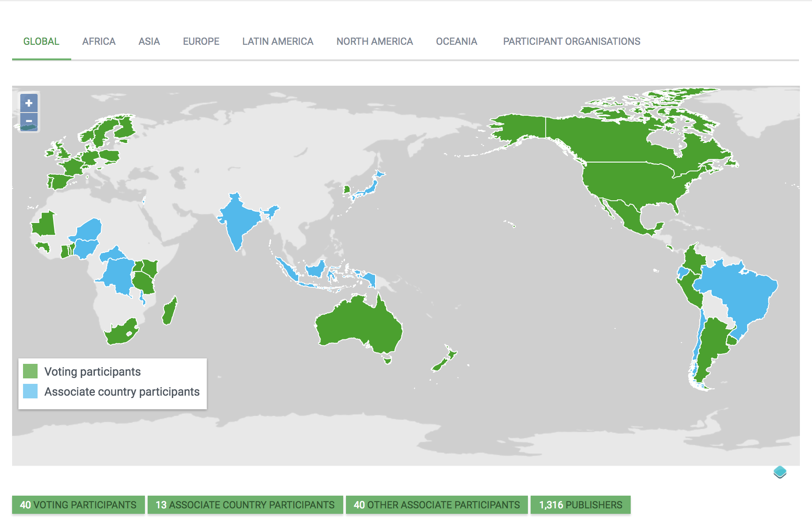 GLOBAL AFRICA ASIA EUROPE LATIN AMERICA NORTH AMERICA OCEANIA PARTICIPANT ORGANISATIONS
+
−
Voting participants
Associate country participants
40 VOTING PARTICIPANTS 13 ASSOCIATE COUNTRY PARTICIPANTS 40 OTHER ASSOCIATE PARTICIPANTS 1,316 PUBLISHERS